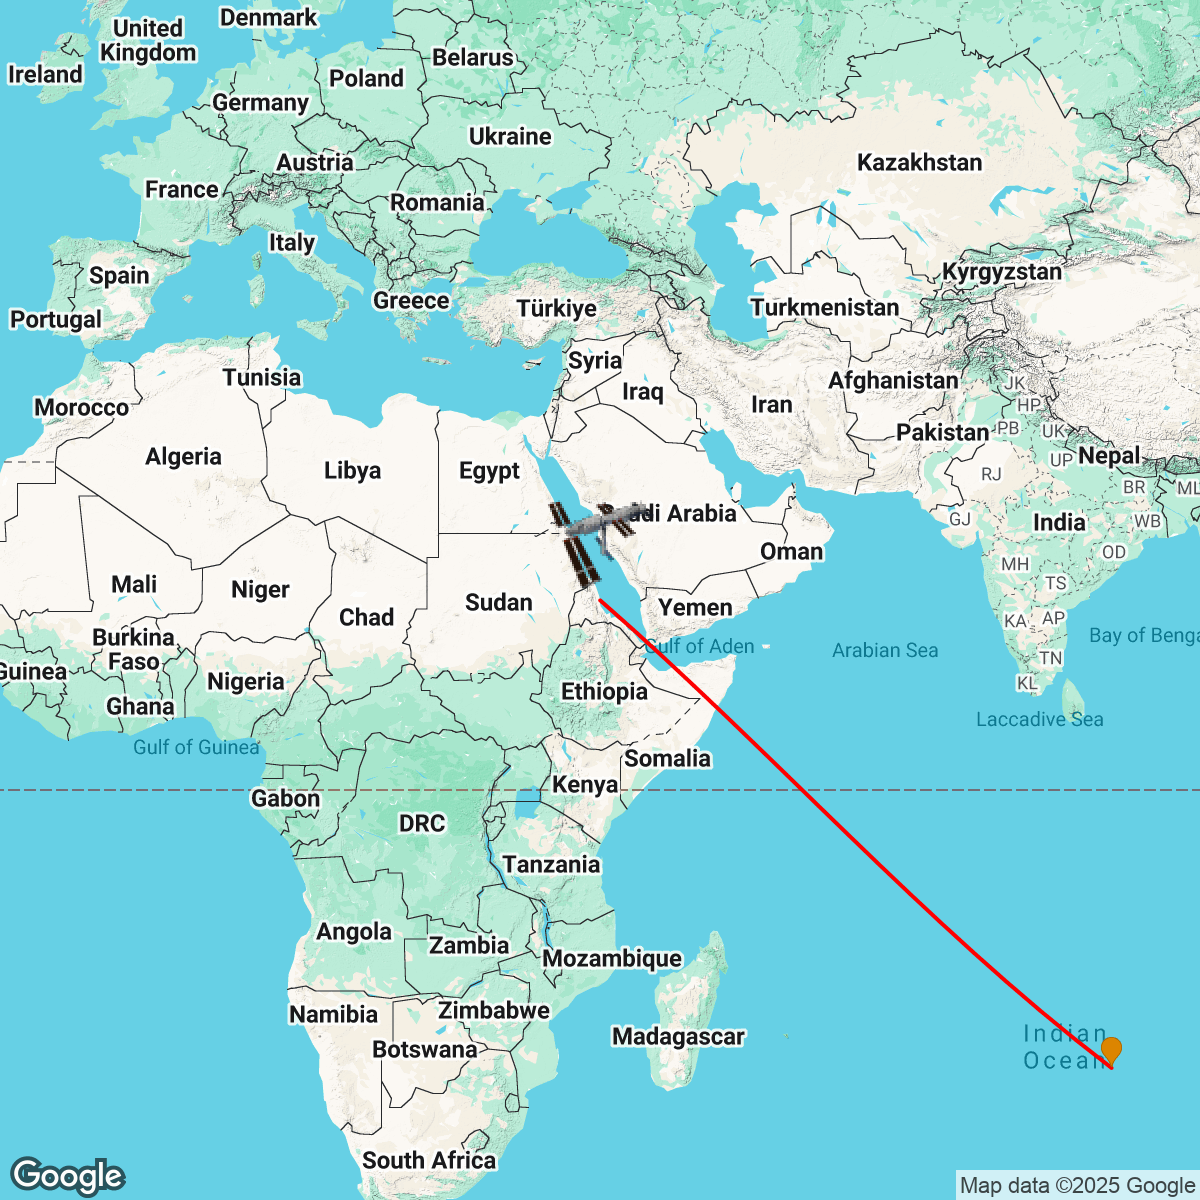 Denmark
United
Kingdom
Belarus
Ireland
Poland
Germany
Ukraine
Austria
Kazakhstan
France
Romania
Italy
Kyrgyzstan
Spain
Greece
Türkiye
Turkmenistan
Portugal
Syria
Tunisia
Afghanistan
JK
Iraq
Iran
HP
Morocco
PB
UK
Pakistan
Nepal
Algeria
UP
Libya
Egypt
RJ
BR
ML
di Arabia
GJ
India
WB
Oman
OD
MH
Mali
Niger
TS
Sudan
Yemen
Chad
KA
AP
Burkina
Faso
Bay of Benga
Gulf of Aden
Arabian Sea
TN
Guinea
Nigeria
Ethiopia
KL
Ghana
Laccadive Sea
Gulf of Guinea
Somalia
Kenya
Gabon
DRC
Tanzania
Angola
Zambia
Mozambique
Zimbabwe
Namibia
Indian
Ocean
Madagascar
Botswana
South Africa
Google
Map data ©2025 Google